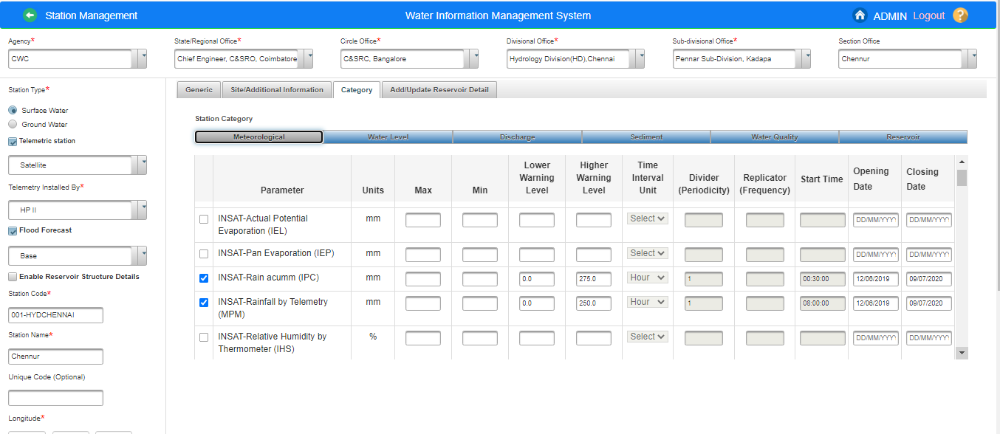 Station Management
Water Information Management System
ADMIN Logout ?
Agency* State/Regional Office* Circle Office* Divisional Office* Sub-divisional Office* Section Office
CWC Chief Engineer, C&SRO, Coimbatore C&SRC, Bangalore Hydrology Division(HD),Chennai Pennar Sub-Division, Kadapa Chennur
Station Type*
Surface Water
Ground Water
Telemetric station
Satellite
Telemetry Installed By*
HP II
Flood Forecast
Base
Enable Reservoir Structure Details
Station Code*
001-HYDCHENNAI
Station Name*
Chennur
Unique Code (Optional)
Longitude*
Generic Site/Additional Information Category Add/Update Reservoir Detail
Station Category
Meteorological Water Level Discharge Sediment Water Quality Reservoir
Parameter Units Max Min Lower Warning Level Higher Warning Level Time Interval Unit Divider (Periodicity) Replicator (Frequency) Start Time Opening Date Closing Date
INSAT-Actual Potential Evaporation (IEL) mm Select DD/MM/YYYY DD/MM/YYYY
INSAT-Pan Evaporation (IEP) mm Select DD/MM/YYYY DD/MM/YYYY
INSAT-Rain acumm (IPC) mm 0.0 275.0 Hour 1 00:30:00 12/06/2019 09/07/2020
INSAT-Rainfall by Telemetry (MPM) mm 0.0 250.0 Hour 1 08:00:00 12/06/2019 09/07/2020
INSAT-Relative Humidity by Thermometer (IHS) % Select DD/MM/YYYY DD/MM/YYYY